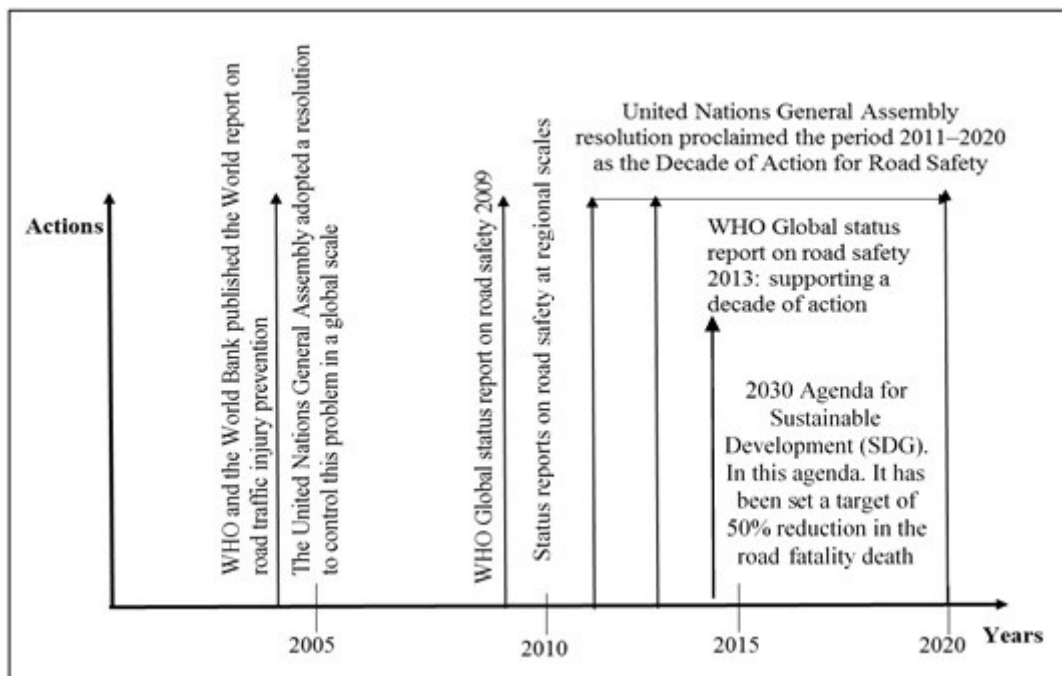 Actions
WHO and the World Bank published the World report on
road traffic injury prevention
The United Nations General Assembly adopted a resolution
to control this problem in a global scale
WHO Global status report on road safety 2009
Status reports on road safety at regional scales
United Nations General Assembly
resolution proclaimed the period 2011–2020
as the Decade of Action for Road Safety
WHO Global status
report on road safety
2013: supporting a
decade of action
2030 Agenda for
Sustainable
Development (SDG).
In this agenda. It has
been set a target of
50% reduction in the
road fatality death
2005
2010
2015
2020
Years